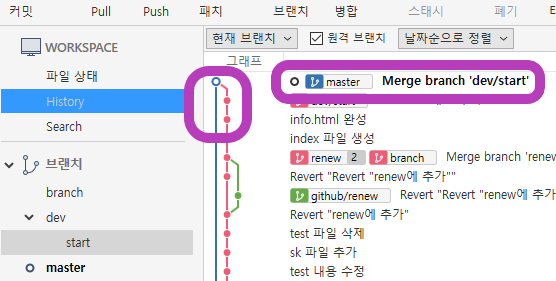 커밋 Pull Push 패치 브랜치 병합 스태시 폐기 태그
WORKSPACE
파일 상태
History
Search
브랜치
branch
dev
start
master
현재 브랜치 원격 브랜치 날짜순으로 정렬
그래프
master Merge branch 'dev/start'
info.html 완성
index 파일 생성
renew 2 branch Merge branch 'renew
Revert "Revert "renew에 추가""
github/renew Revert "Revert "renew에 추
Revert "renew에 추가"
test 파일 삭제
sk 파일 추가
test 내용 수정